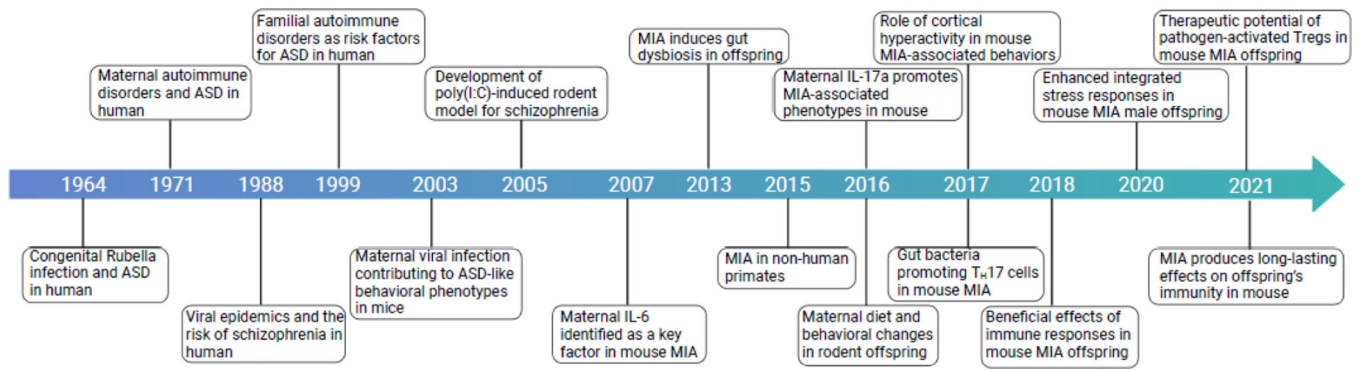 Familial autoimmune
disorders as risk factors
for ASD in human
Role of cortical
hyperactivity in mouse
MIA-associated behaviors
Therapeutic potential of
pathogen-activated Tregs in
mouse MIA offspring
MIA induces gut
dysbiosis in offspring
Maternal autoimmune
disorders and ASD in
human
Development of
poly(I:C)-induced rodent
model for schizophrenia
Maternal IL-17a promotes
MIA-associated
phenotypes in mouse
Enhanced integrated
stress responses in
mouse MIA male offspring
1964 1971 1988 1999 2003 2005 2007 2013 2015 2016 2017 2018 2020 2021
Congenital Rubella
infection and ASD
in human
Maternal viral infection
contributing to ASD-like
behavioral phenotypes
in mice
MIA in non-human
primates
Gut bacteria
promoting TH17 cells
in mouse MIA
MIA produces long-lasting
effects on offspring's
immunity in mouse
Viral epidemics and the
risk of schizophrenia in
human
Maternal IL-6
identified as a key
factor in mouse MIA
Maternal diet and
behavioral changes
in rodent offspring
Beneficial effects of
immune responses in
mouse MIA offspring